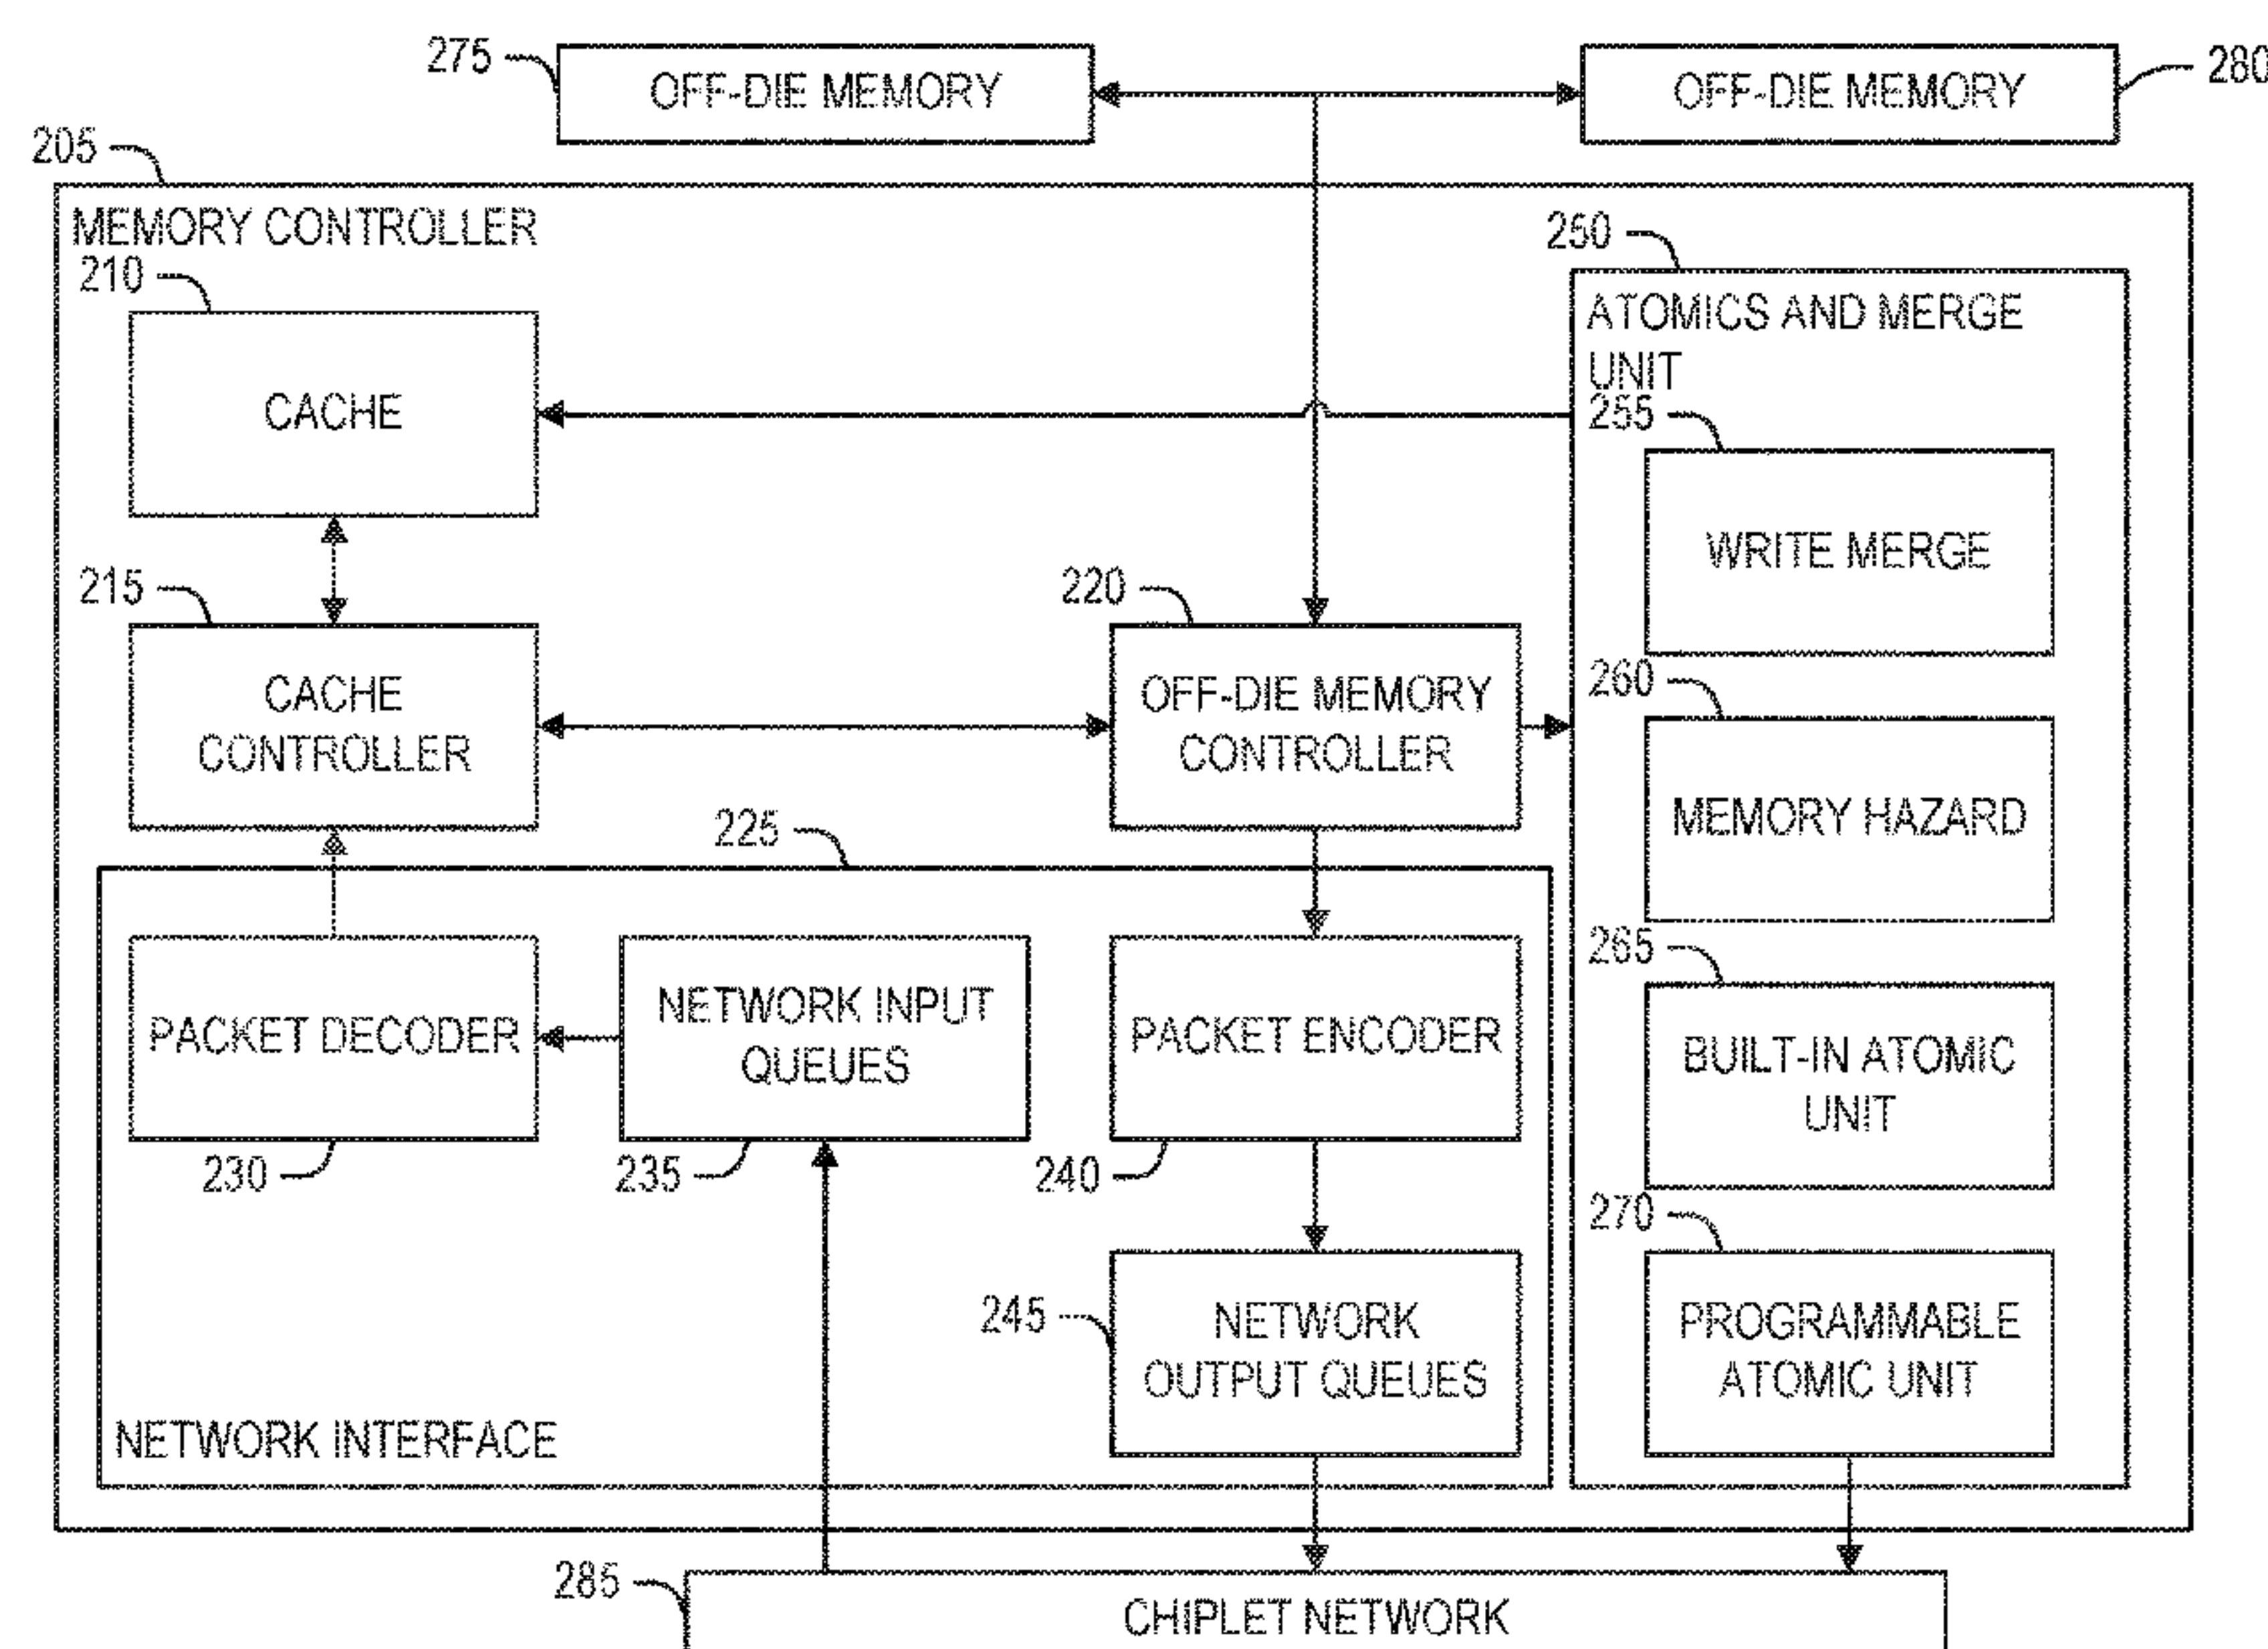 275
OFF-DIE MEMORY
OFF-DIE MEMORY
280
205
MEMORY CONTROLLER
250
210
ATOMICS AND MERGE
UNIT
CACHE
255
WRITE MERGE
215
220
CACHE
CONTROLLER
OFF-DIE MEMORY
CONTROLLER
260
MEMORY HAZARD
225
265
PACKET DECODER
NETWORK INPUT
QUEUES
PACKET ENCODER
BUILT-IN ATOMIC
UNIT
230
235
240
270
245
NETWORK
OUTPUT QUEUES
PROGRAMMABLE
ATOMIC UNIT
NETWORK INTERFACE
285
CHIPLET NETWORK